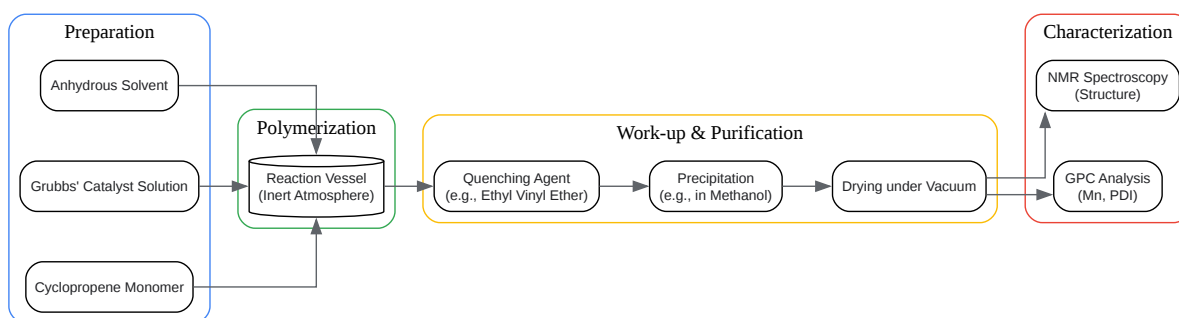 Preparation
Anhydrous Solvent
Grubbs' Catalyst Solution
Cyclopropene Monomer
Polymerization
Reaction Vessel
(Inert Atmosphere)
Work-up & Purification
Quenching Agent
(e.g., Ethyl Vinyl Ether)
Precipitation
(e.g., in Methanol)
Drying under Vacuum
Characterization
NMR Spectroscopy
(Structure)
GPC Analysis
(Mn, PDI)